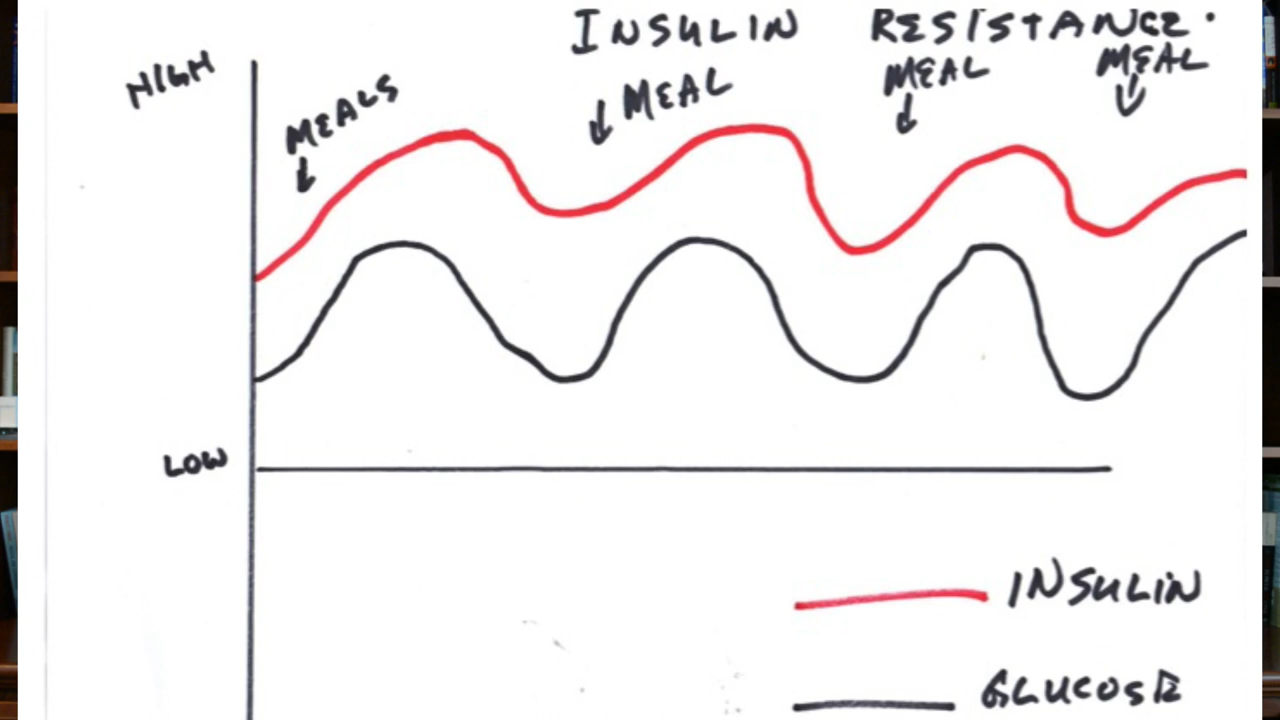 INSULIN RESISTANCE.
HIGH
MEALS
MEAL
MEAL
MEAL
LOW
INSULIN
GLUCOSE